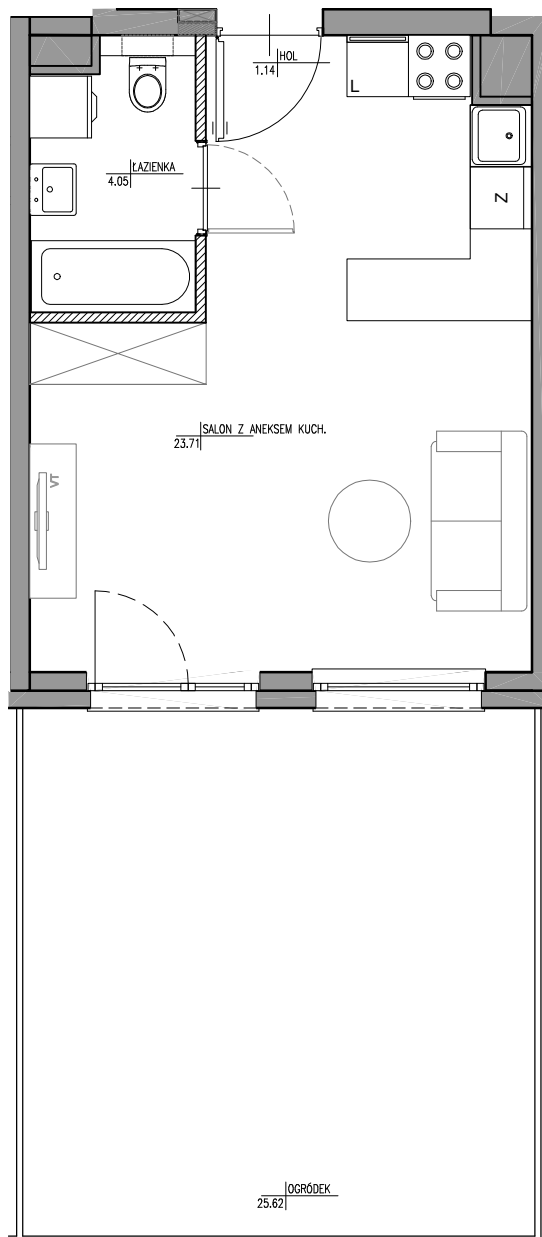 HOL
1.14
L
ŁAZIENKA
4.05
Z
SALON Z ANEKSEM KUCH.
23.71
TV
OGRÓDEK
25.62